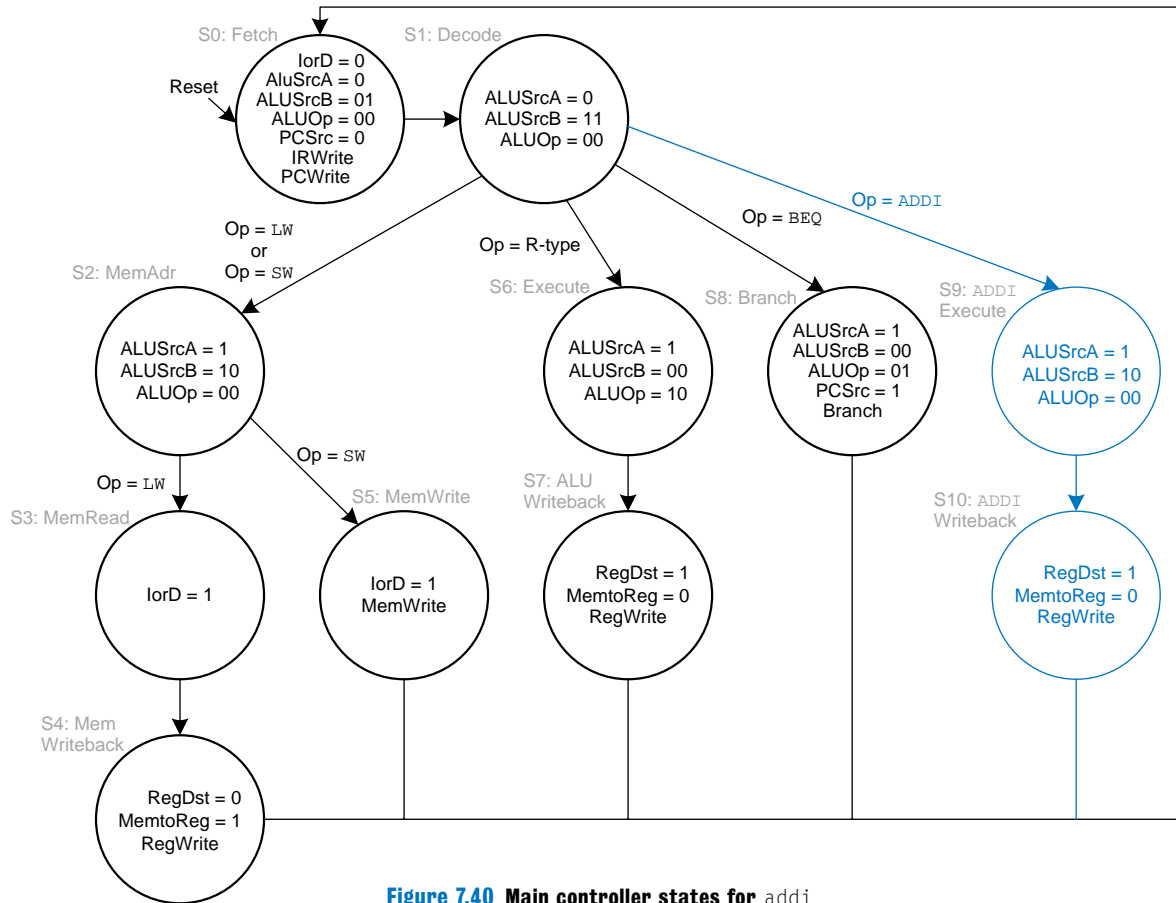 S0: Fetch
IorD = 0
AluSrcA = 0
ALUSrcB = 01
ALUOp = 00
PCSrc = 0
IRWrite
PCWrite
Reset
S1: Decode
ALUSrcA = 0
ALUSrcB = 11
ALUOp = 00
Op = LW
or
Op = SW
Op = R-type
Op = BEQ
Op = ADDI
S2: MemAdr
ALUSrcA = 1
ALUSrcB = 10
ALUOp = 00
S6: Execute
ALUSrcA = 1
ALUSrcB = 00
ALUOp = 10
S8: Branch
ALUSrcA = 1
ALUSrcB = 00
ALUOp = 01
PCSrc = 1
Branch
S9: ADDI
Execute
ALUSrcA = 1
ALUSrcB = 10
ALUOp = 00
Op = LW
Op = SW
S3: MemRead
IorD = 1
S5: MemWrite
IorD = 1
MemWrite
S7: ALU
Writeback
RegDst = 1
MemtoReg = 0
RegWrite
S10: ADDI
Writeback
RegDst = 1
MemtoReg = 0
RegWrite
S4: Mem
Writeback
RegDst = 0
MemtoReg = 1
RegWrite
Figure 7.40 Main controller states for addi